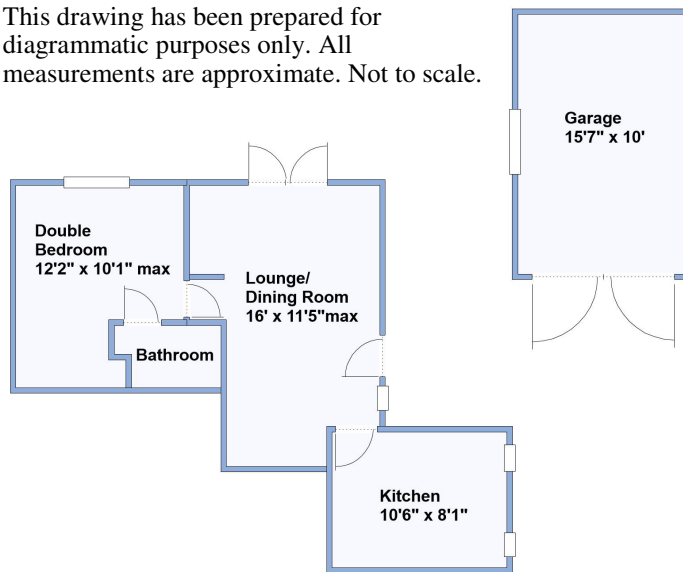 This drawing has been prepared for
diagrammatic purposes only. All
measurements are approximate. Not to scale.
Garage
15'7" x 10'
Double
Bedroom
12'2" x 10'1" max
Lounge/
Dining Room
16' x 11'5"max
Bathroom
Kitchen
10'6" x 8'1"